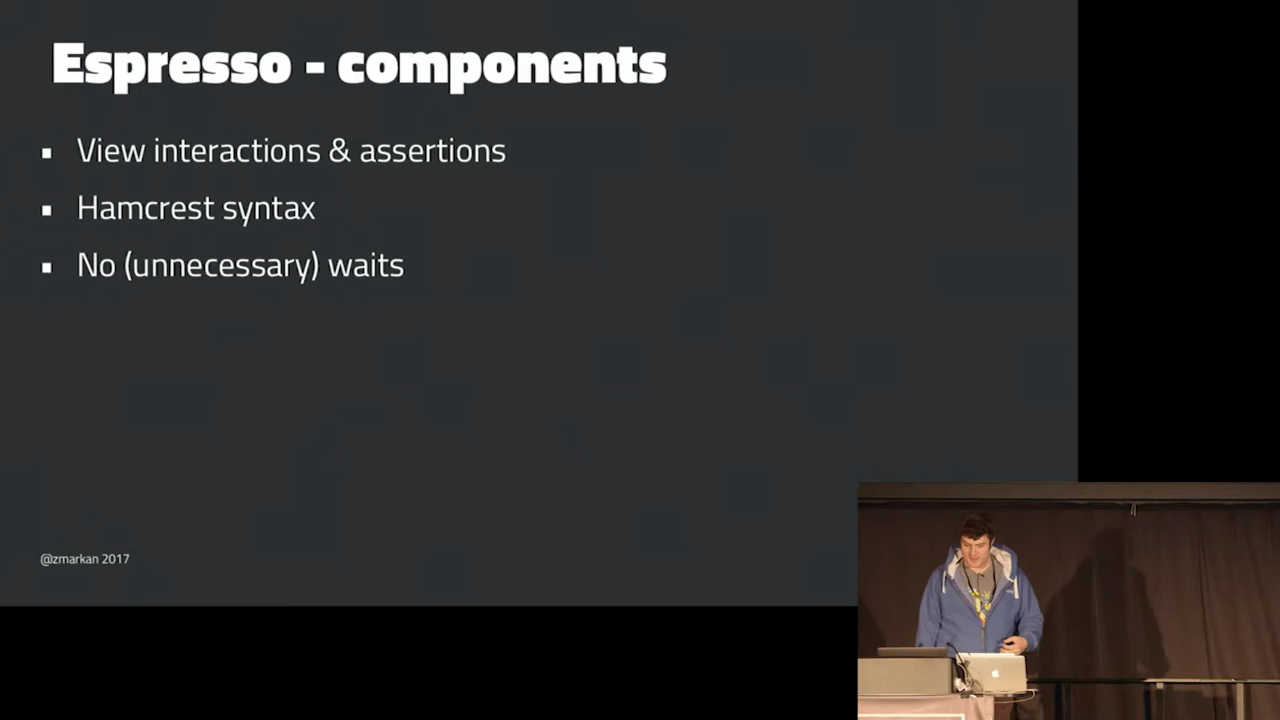 Espresso - components
View interactions & assertions
Hamcrest syntax
No (unnecessary) waits
@zmarkan 2017